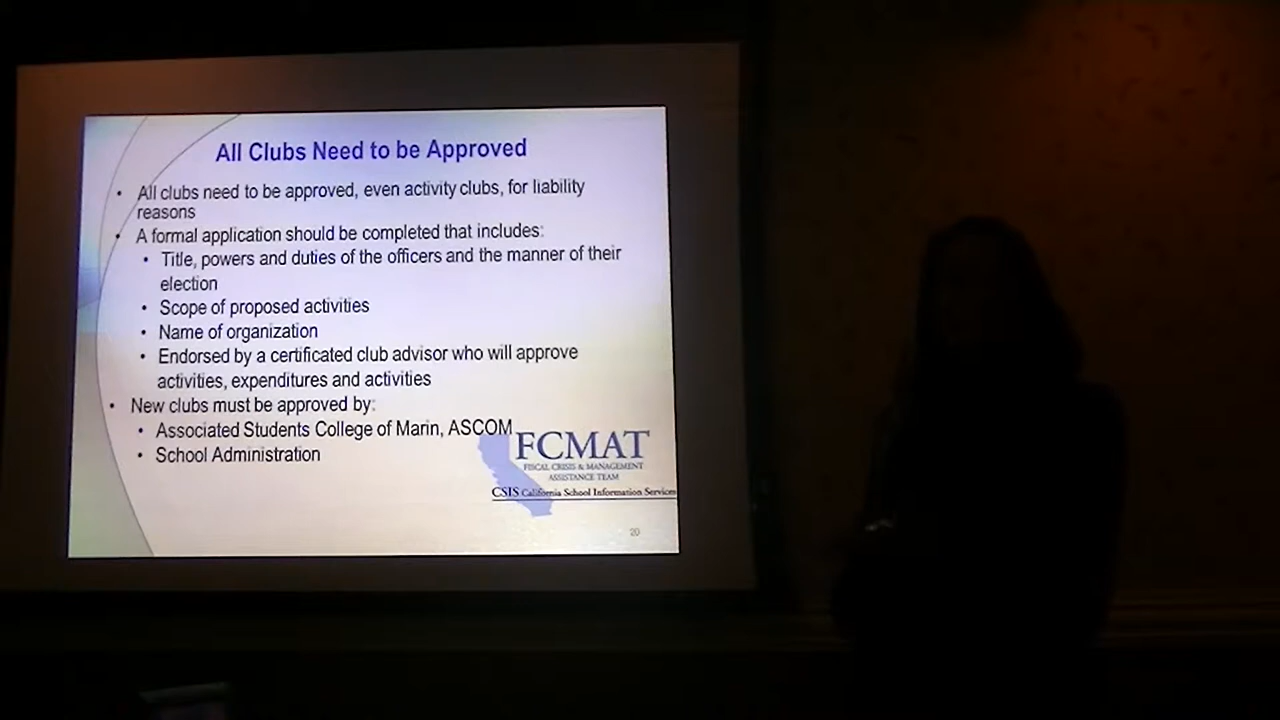 All Clubs Need to be Approved
• All clubs need to be approved, even activity clubs, for liability
reasons
• A formal application should be completed that includes:
• Title, powers and duties of the officers and the manner of their
election
• Scope of proposed activities
• Name of organization
• Endorsed by a certificated club advisor who will approve
activities, expenditures and activities
• New clubs must be approved by:
• Associated Students College of Marin, ASCOM
• School Administration
FCMAT
FISCAL CRISIS & MANAGEMENT
ASSISTANCE TEAM
CSIS California School Information Services
20